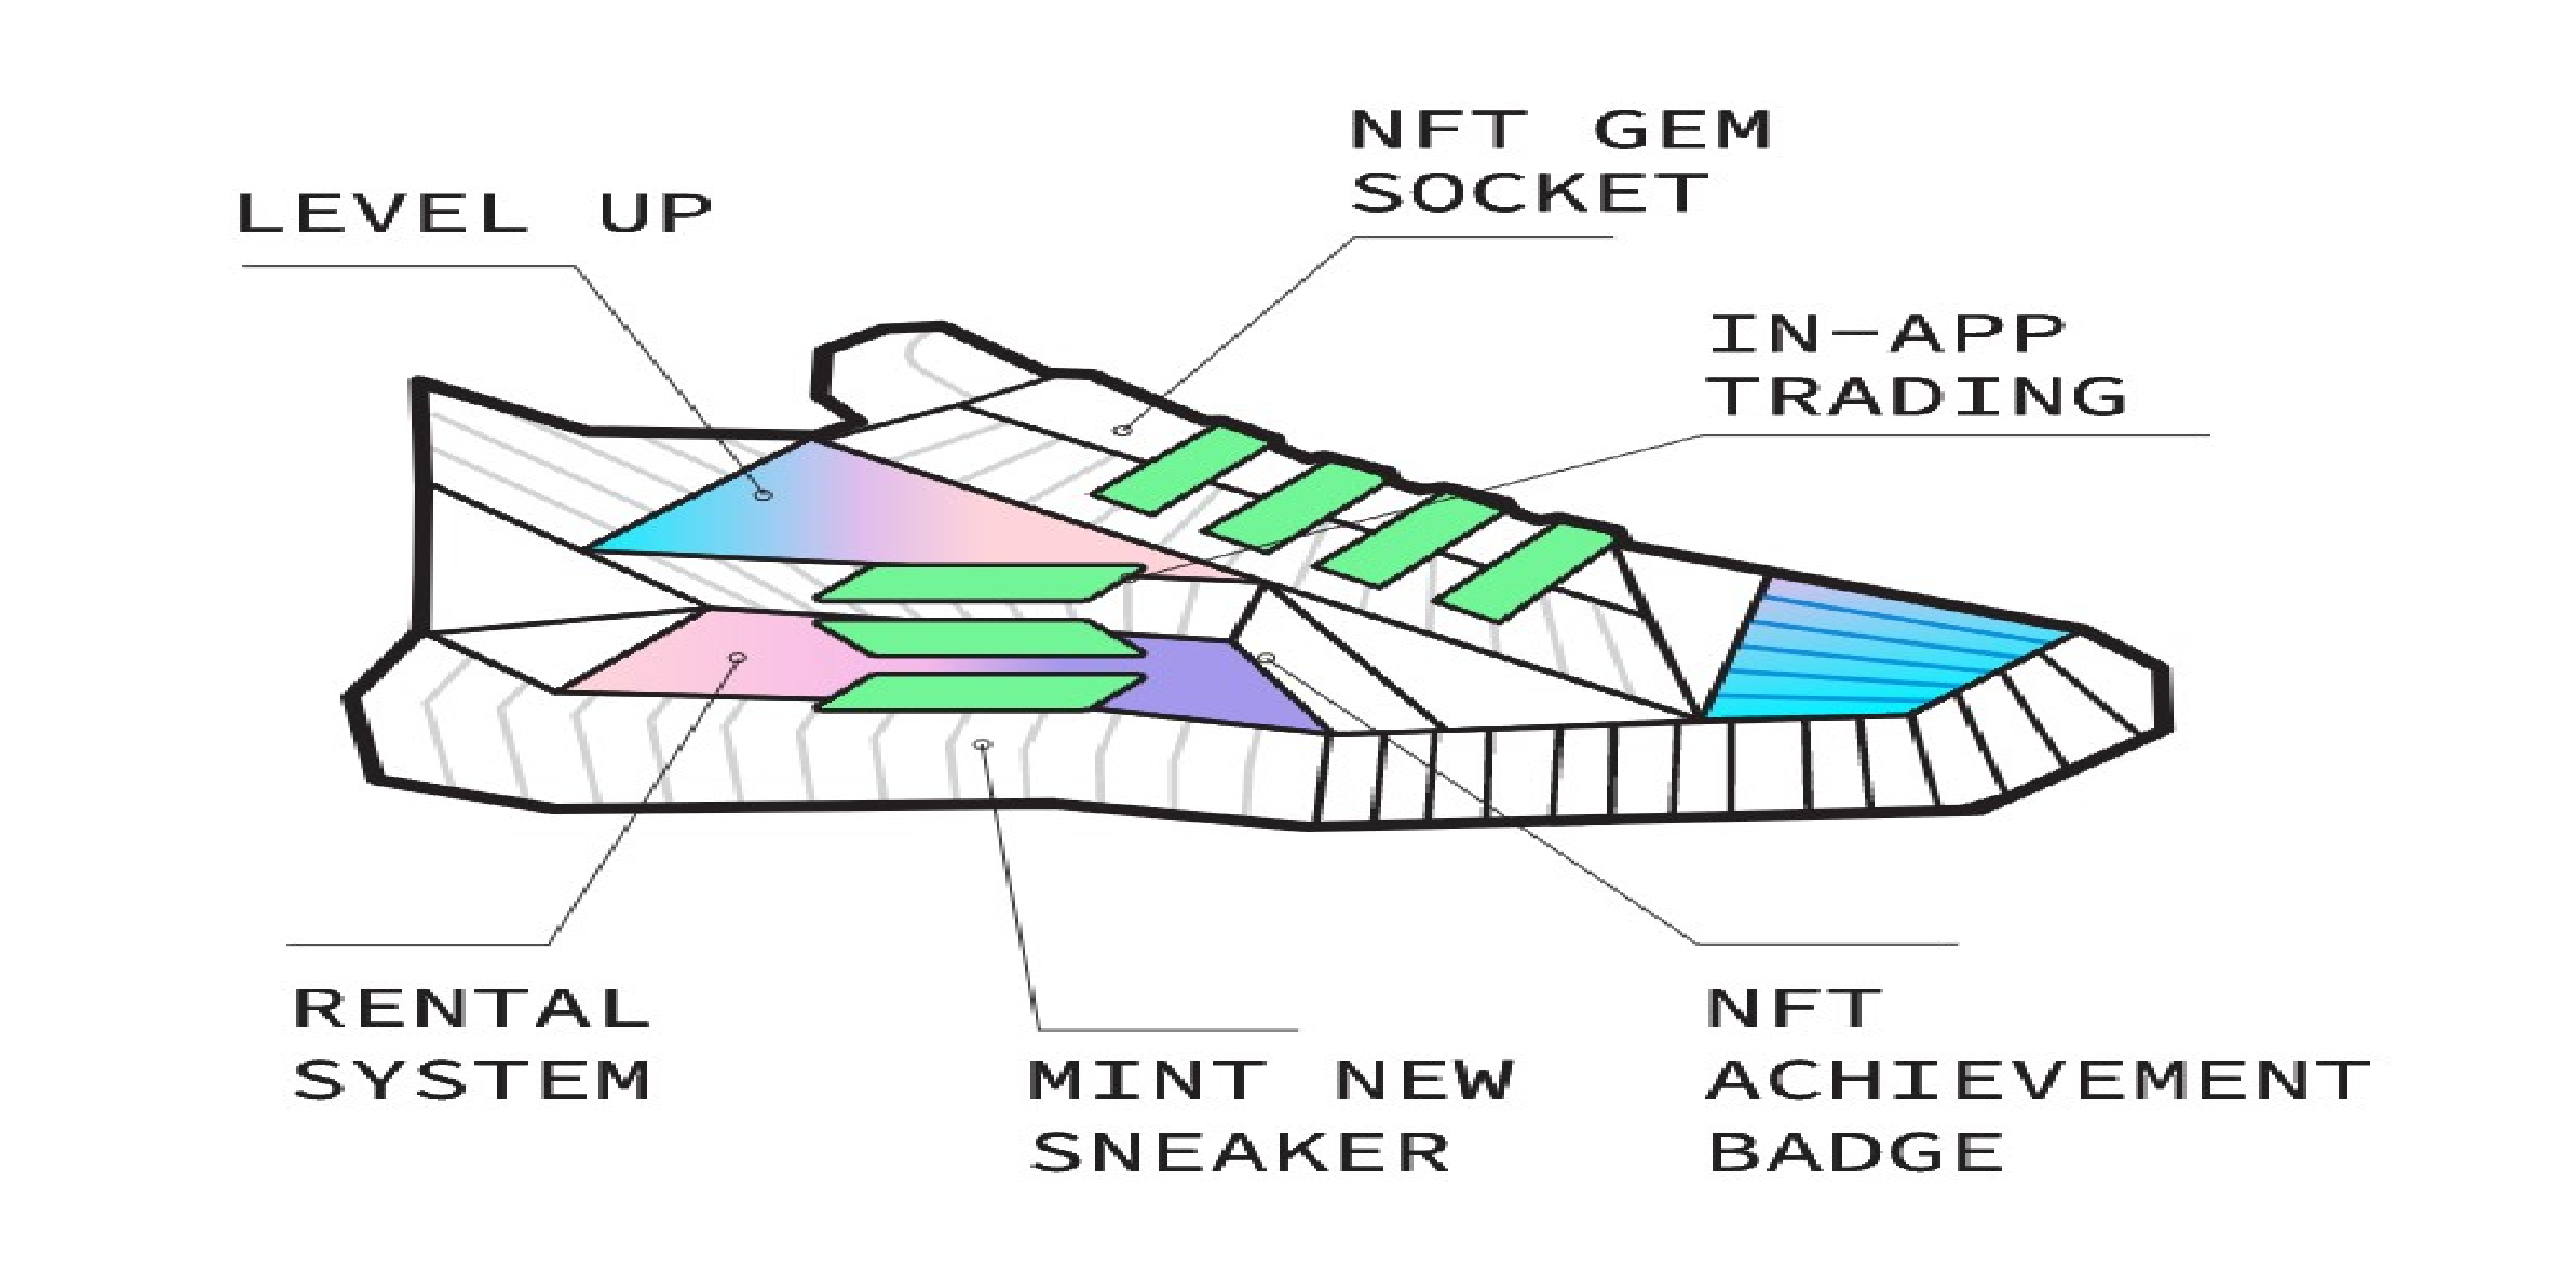 NFT GEM
SOCKET
LEVEL UP
IN-APP
TRADING
RENTAL
SYSTEM
MINT NEW
SNEAKER
NFT
ACHIEVEMENT
BADGE